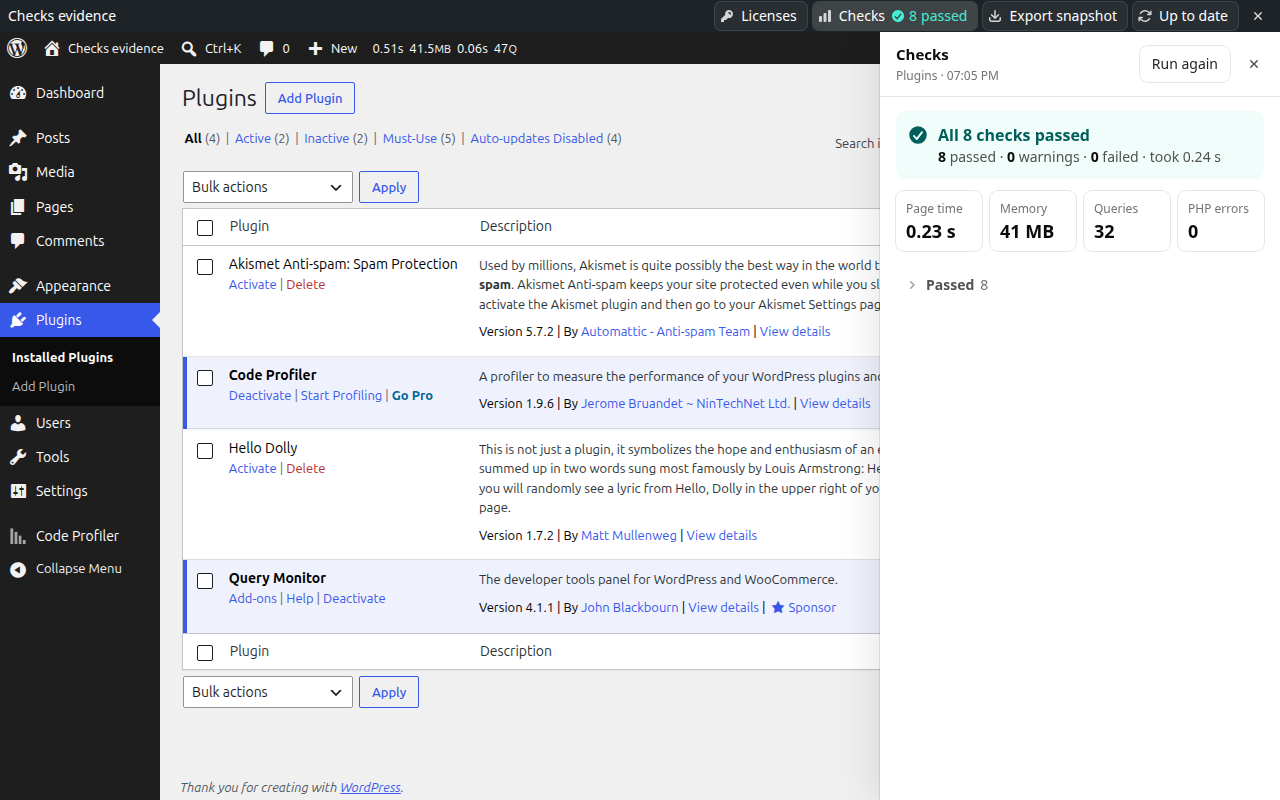 Checks evidence
Licenses
Checks 8 passed
Export snapshot
Up to date
Checks evidence
Ctrl+K
0
New
0.51s 41.5MB 0.06s 47Q
Dashboard
Posts
Media
Pages
Comments
Appearance
Plugins
Installed Plugins
Add Plugin
Users
Tools
Settings
Code Profiler
Collapse Menu
Plugins
Add Plugin
All (4) | Active (2) | Inactive (2) | Must-Use (5) | Auto-updates Disabled (4)
Search i
Bulk actions
Apply
Plugin
Description
Akismet Anti-spam: Spam Protection
Activate | Delete
Used by millions, Akismet is quite possibly the best way in the world t
spam. Akismet Anti-spam keeps your site protected even while you sl
activate the Akismet plugin and then go to your Akismet Settings pag
Version 5.7.2 | By Automattic - Anti-spam Team | View details
Code Profiler
Deactivate | Start Profiling | Go Pro
A profiler to measure the performance of your WordPress plugins and
Version 1.9.6 | By Jerome Bruandet ~ NinTechNet Ltd. | View details
Hello Dolly
Activate | Delete
This is not just a plugin, it symbolizes the hope and enthusiasm of an e
summed up in two words sung most famously by Louis Armstrong: He
you will randomly see a lyric from Hello, Dolly in the upper right of yo
page.
Version 1.7.2 | By Matt Mullenweg | View details
Query Monitor
Add-ons | Help | Deactivate
The developer tools panel for WordPress and WooCommerce.
Version 4.1.1 | By John Blackbourn | View details | Sponsor
Plugin
Description
Bulk actions
Apply
Thank you for creating with WordPress.
Checks
Plugins · 07:05 PM
Run again
All 8 checks passed
8 passed · 0 warnings · 0 failed · took 0.24 s
Page time
0.23 s
Memory
41 MB
Queries
32
PHP errors
0
Passed 8